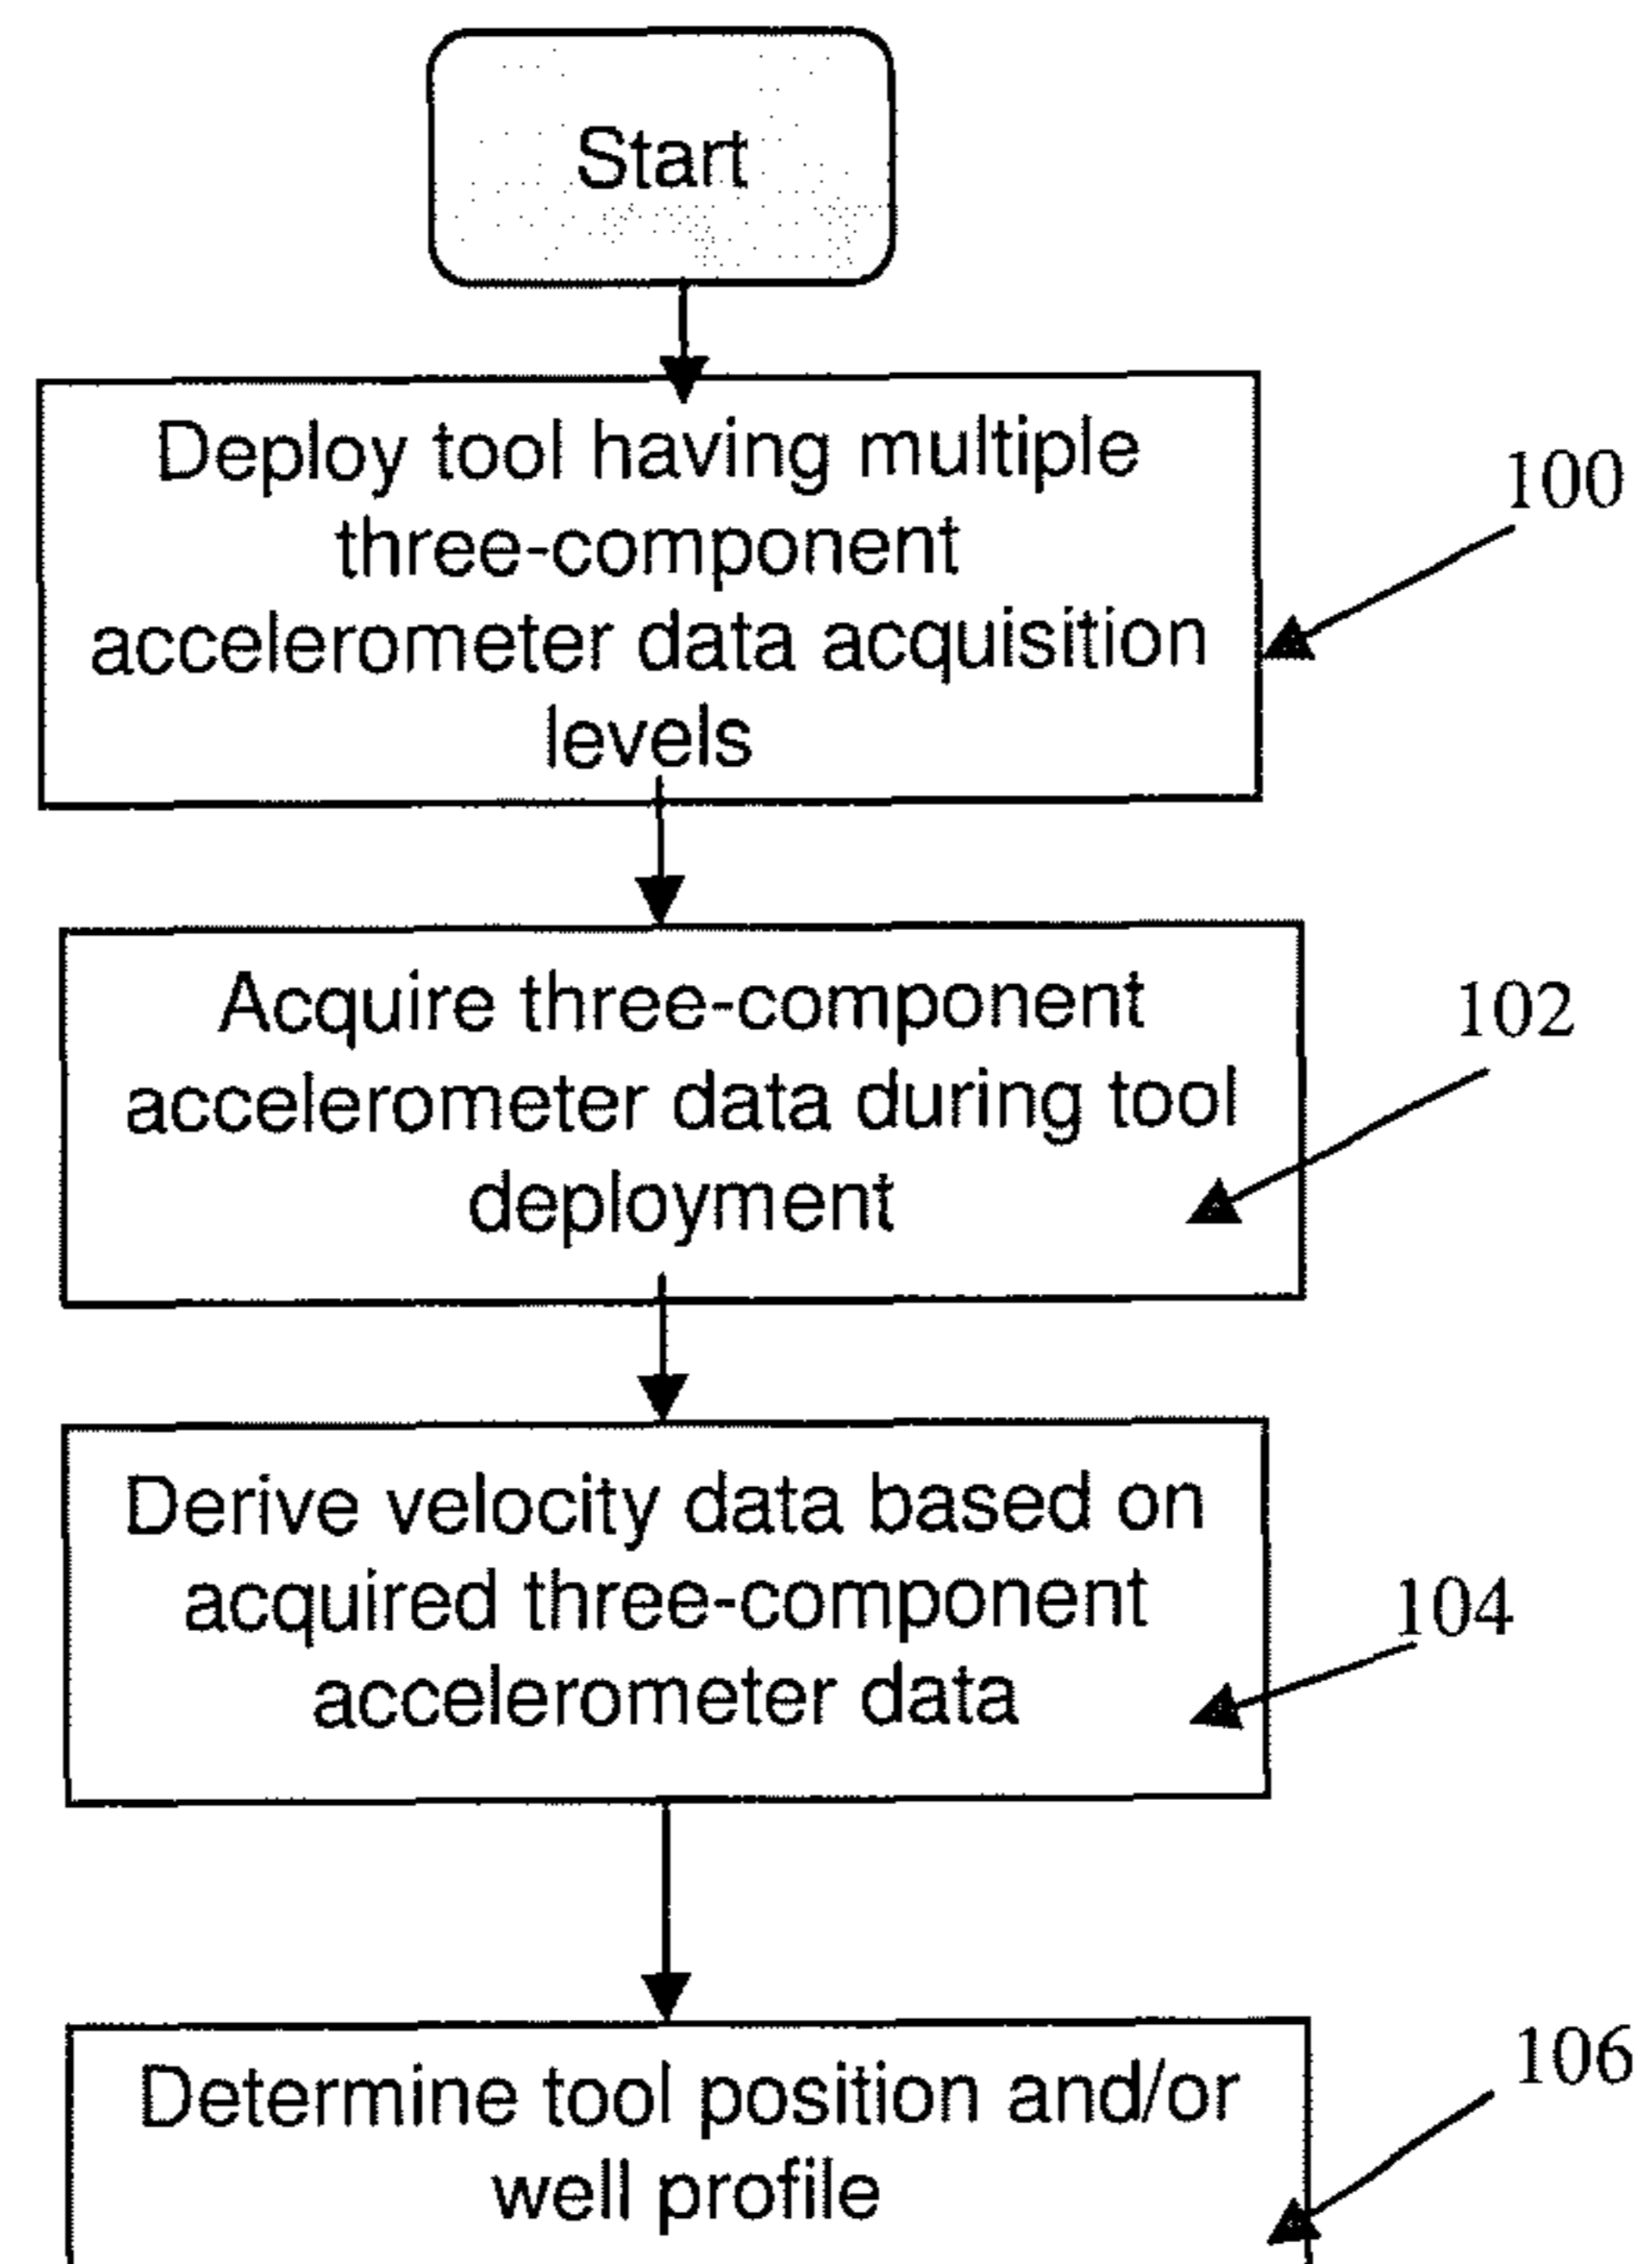 Start
Deploy tool having multiple
three-component
accelerometer data acquisition
levels
100
Acquire three-component
accelerometer data during tool
deployment
102
Derive velocity data based on
acquired three-component
accelerometer data
104
Determine tool position and/or
well profile
106